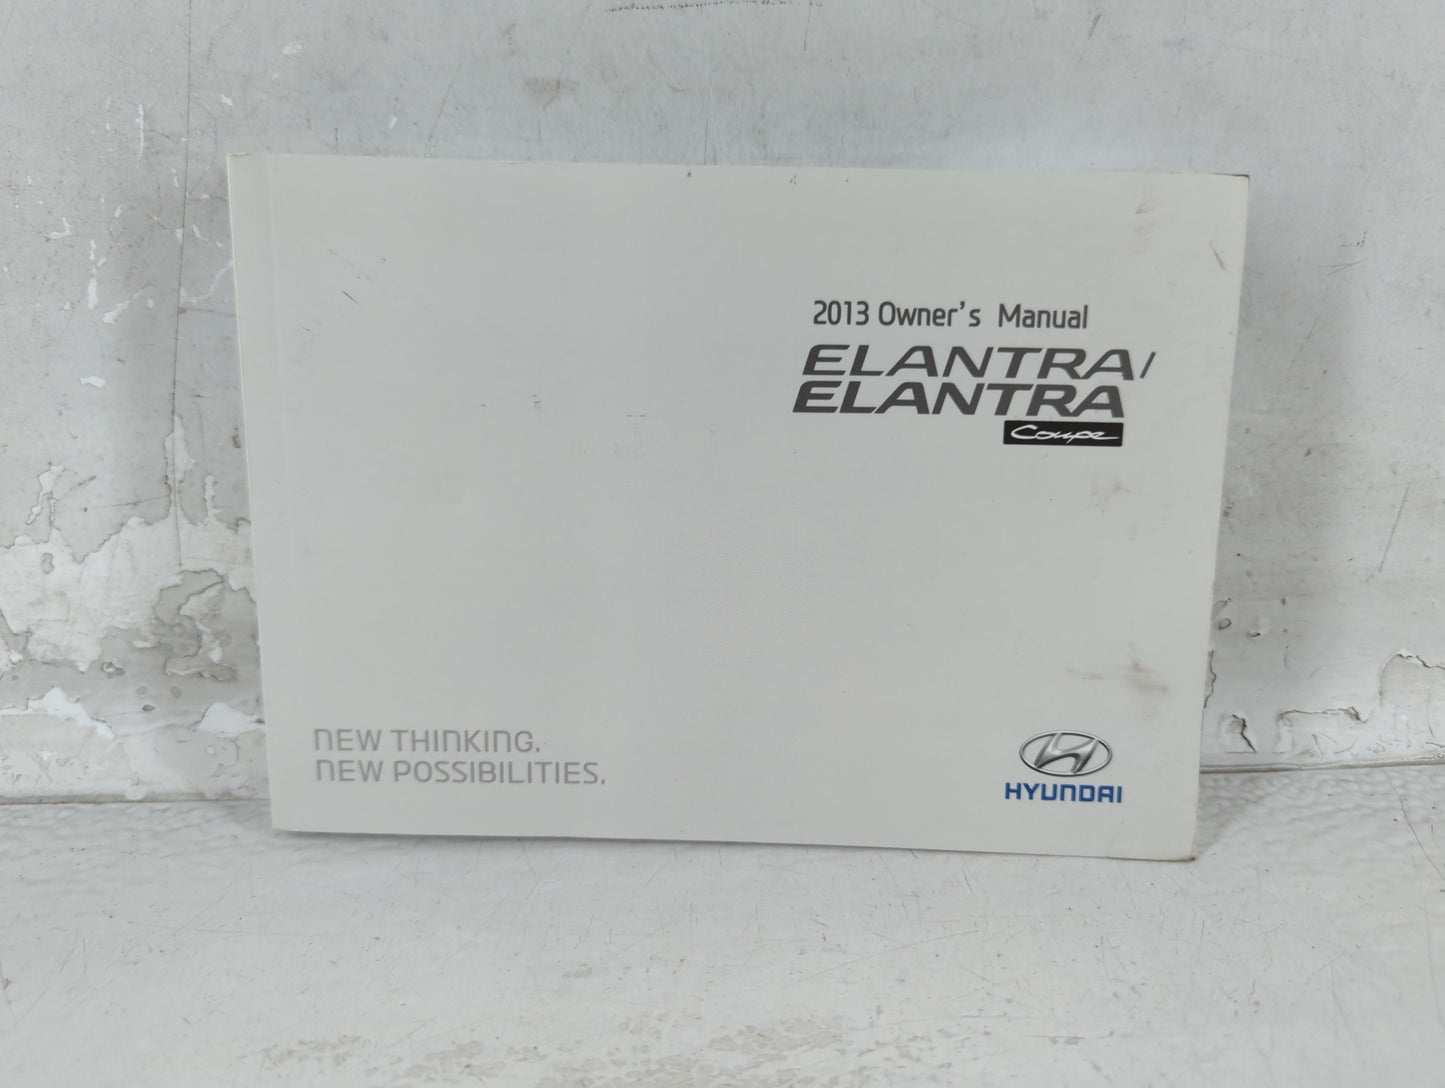 2013 Owner's Manual
ELANTRA/
ELANTRA
Coupe
NEW THINKING.
NEW POSSIBILITIES.
HYUNDAI